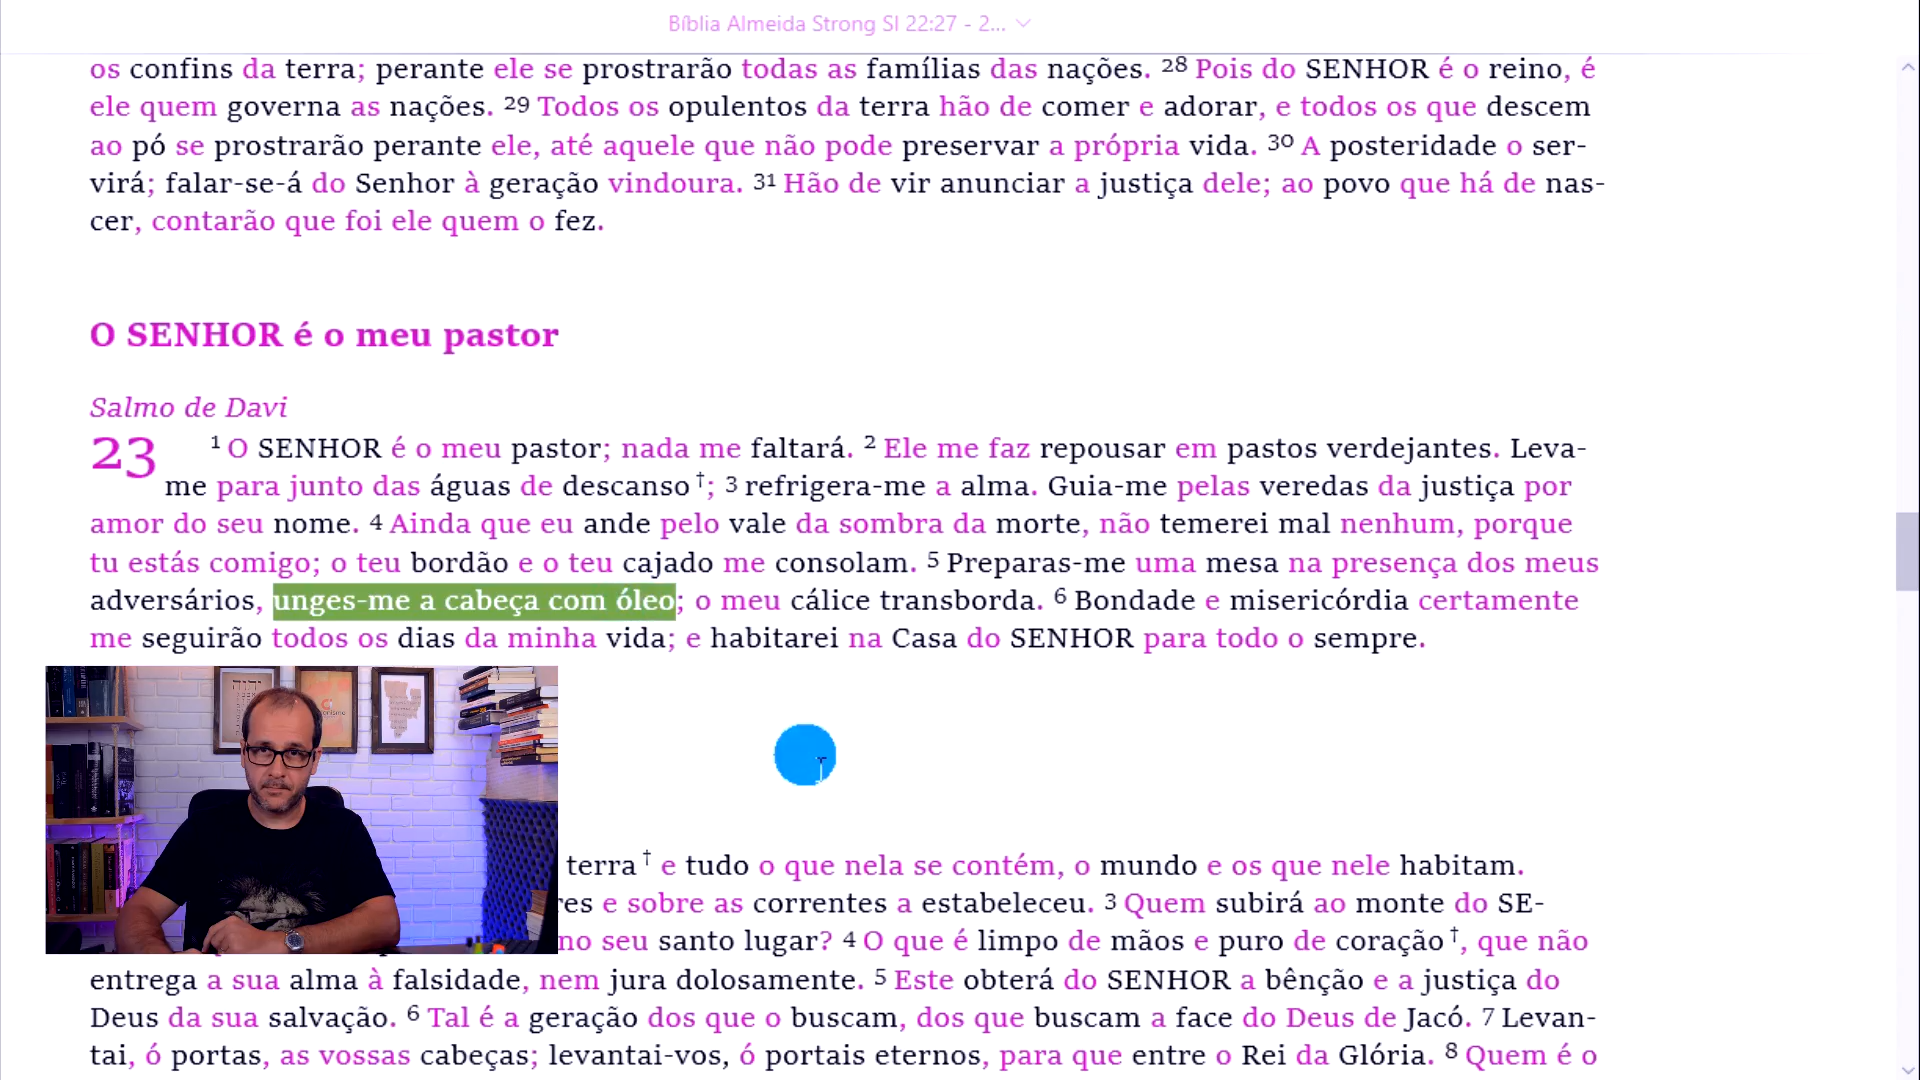 Bíblia Almeida Strong Sl 22:27 - 2...
os confins da terra; perante ele se prostrarão todas as famílias das nações. 28 Pois do SENHOR é o reino, é
ele quem governa as nações. 29 Todos os opulentos da terra hão de comer e adorar, e todos os que descem
ao pó se prostrarão perante ele, até aquele que não pode preservar a própria vida. 30 A posteridade o ser-
virá; falar-se-á do Senhor à geração vindoura. 31 Hão de vir anunciar a justiça dele; ao povo que há de nas-
cer, contarão que foi ele quem o fez.
O SENHOR é o meu pastor
Salmo de Davi
23 1 O SENHOR é o meu pastor; nada me faltará. 2 Ele me faz repousar em pastos verdejantes. Leva-
me para junto das águas de descanso†; 3 refrigera-me a alma. Guia-me pelas veredas da justiça por
amor do seu nome. 4 Ainda que eu ande pelo vale da sombra da morte, não temerei mal nenhum, porque
tu estás comigo; o teu bordão e o teu cajado me consolam. 5 Preparas-me uma mesa na presença dos meus
adversários, unges-me a cabeça com óleo; o meu cálice transborda. 6 Bondade e misericórdia certamente
me seguirão todos os dias da minha vida; e habitarei na Casa do SENHOR para todo o sempre.
terra† e tudo o que nela se contém, o mundo e os que nele habitam.
res e sobre as correntes a estabeleceu. 3 Quem subirá ao monte do SE-
no seu santo lugar? 4 O que é limpo de mãos e puro de coração†, que não
entrega a sua alma à falsidade, nem jura dolosamente. 5 Este obterá do SENHOR a bênção e a justiça do
Deus da sua salvação. 6 Tal é a geração dos que o buscam, dos que buscam a face do Deus de Jacó. 7 Levan-
tai, ó portas, as vossas cabeças; levantai-vos, ó portais eternos, para que entre o Rei da Glória. 8 Quem é o